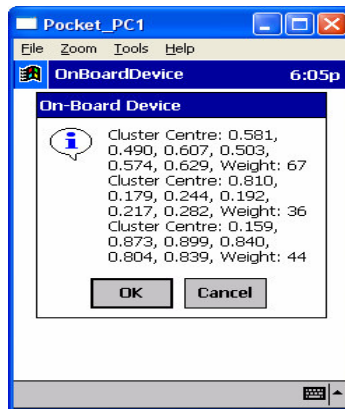 Pocket_PC1
File Zoom Tools Help
OnBoardDevice 6:05p
On-Board Device
Cluster Centre: 0.581,
0.490, 0.607, 0.503,
0.574, 0.629, Weight: 67
Cluster Centre: 0.810,
0.179, 0.244, 0.192,
0.217, 0.282, Weight: 36
Cluster Centre: 0.159,
0.873, 0.899, 0.840,
0.804, 0.839, Weight: 44
OK Cancel